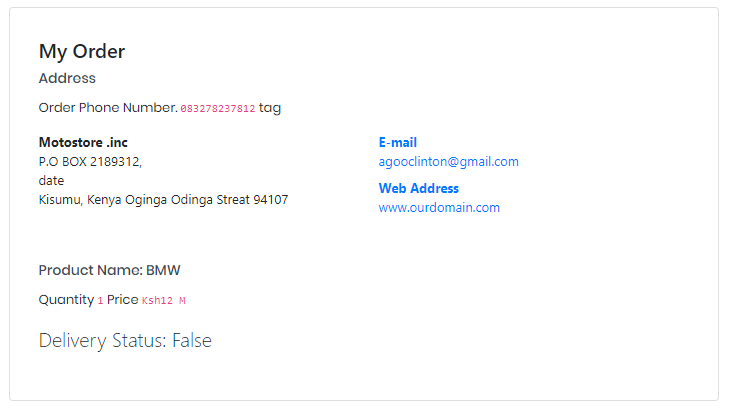 My Order
Address
Order Phone Number. 083278237812 tag
Motostore .inc
P.O BOX 2189312,
date
Kisumu, Kenya Oginga Odinga Streat 94107
E-mail
agooclinton@gmail.com
Web Address
www.ourdomain.com
Product Name: BMW
Quantity 1 Price Ksh12 M
Delivery Status: False